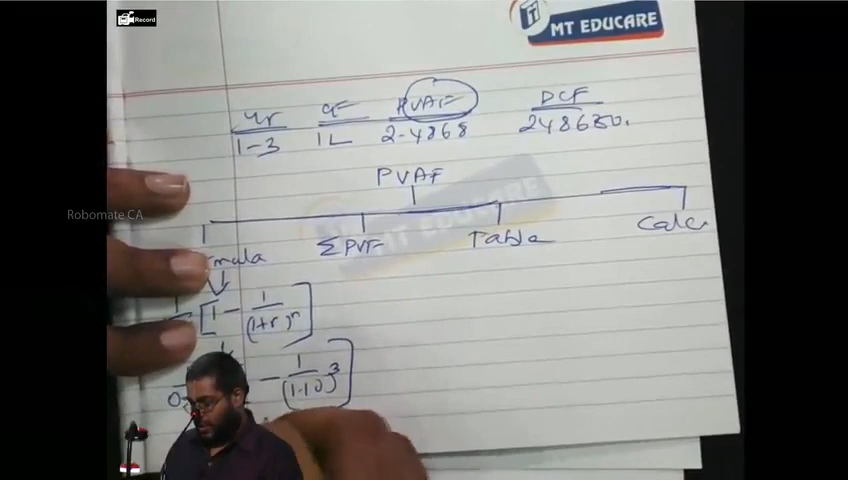 Record
MT EDUCARE
Yr CF PVAF DCF
1-3 1L 2.4868 248680.
PVAF
Robomate CA
mula ΣPVF Table Calc
[1 - 1/(1+r)^n]
- 1/(1.10)^3]